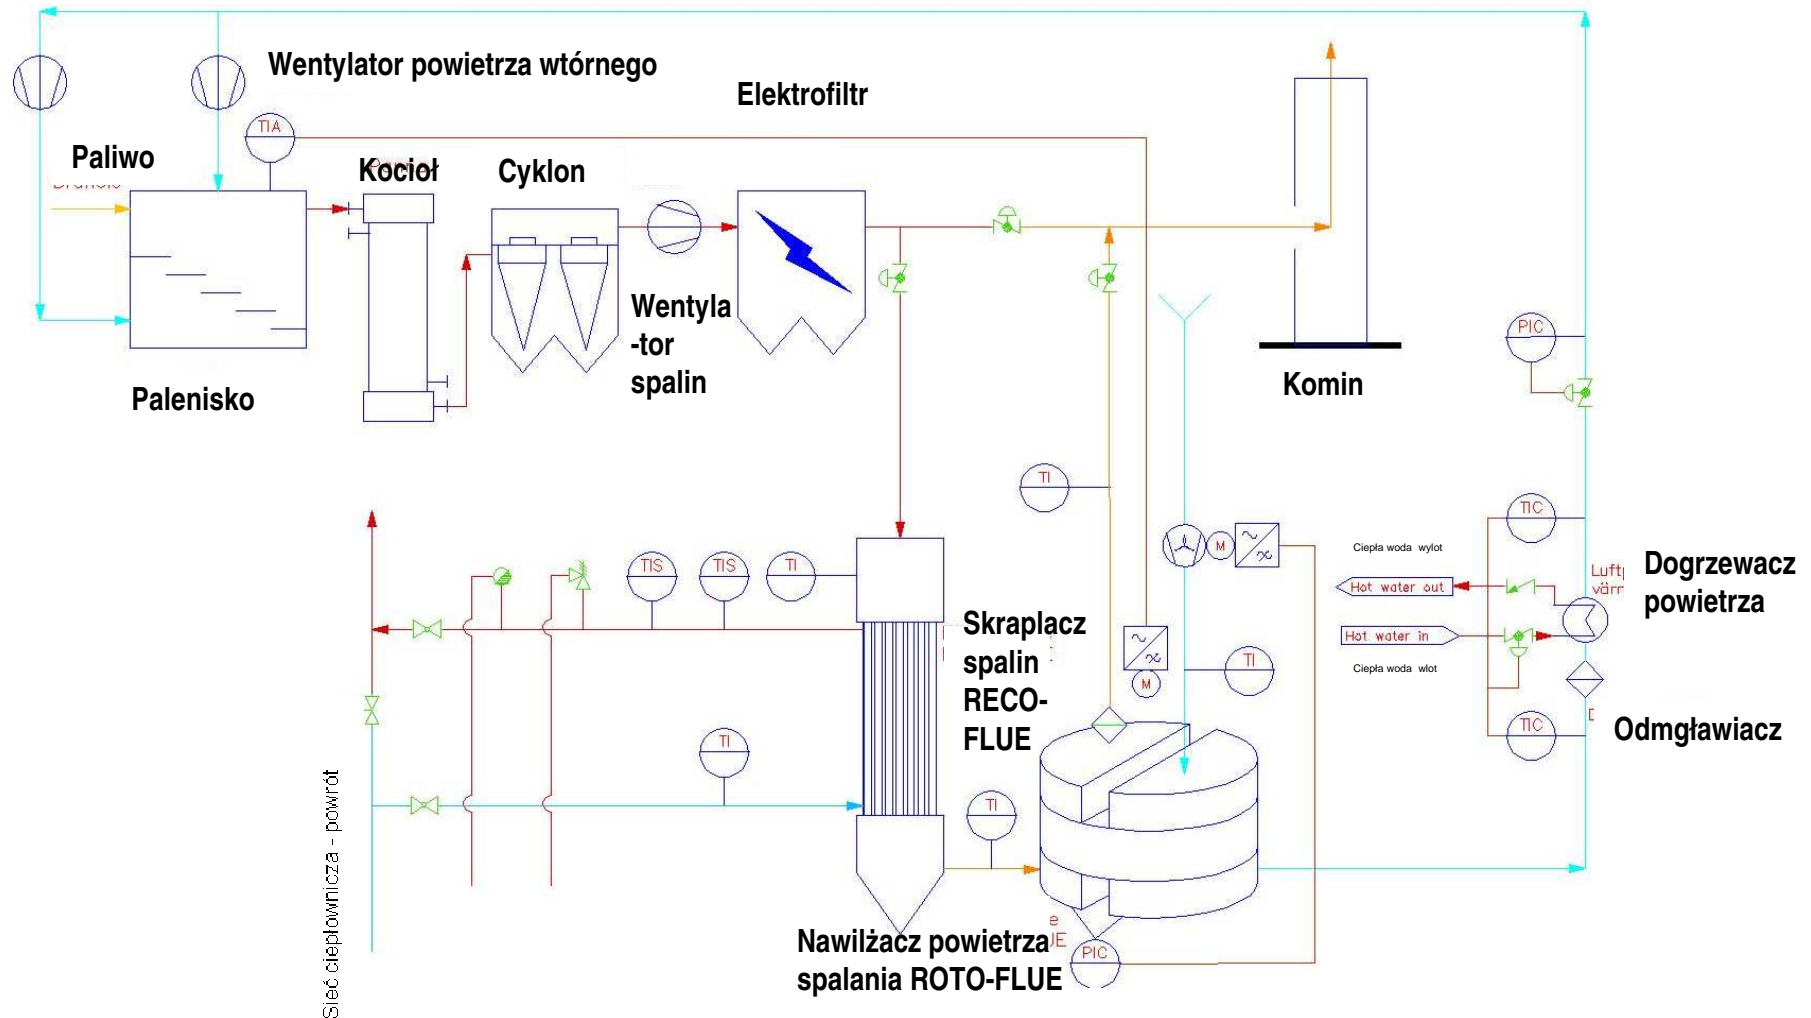 Wentylator powietrza wtórnego
Elektrofiltr
TIA
Paliwo
Kocioł
Cyklon
Wentyla
-tor
spalin
Palenisko
Komin
PIC
TI
TIC
Ciepła woda wylot
Hot water out
Hot water in
Ciepła woda wlot
Dogrzewacz
powietrza
TIS
TIS
TI
M
M
TI
Skraplacz
spalin
RECO-
FLUE
TI
TIC
Odmgławiacz
TI
Sieć ciepłownicza - powrót
Nawilżacz powietrza
spalania ROTO-FLUE
PIC